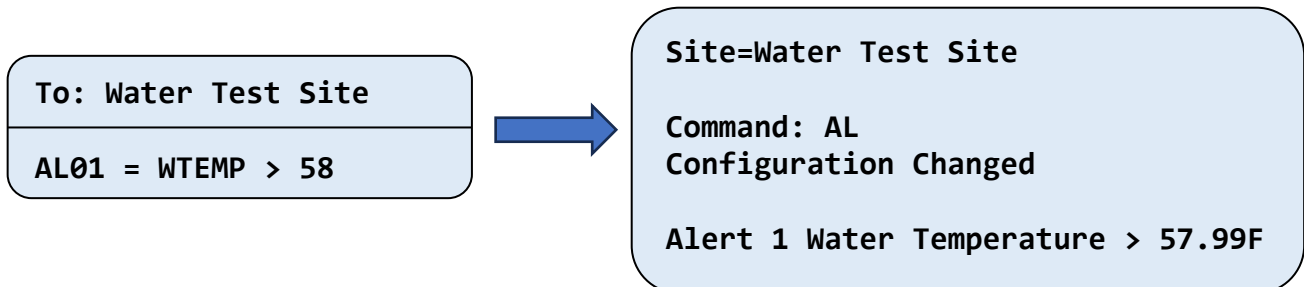 To: Water Test Site
AL01 = WTEMP > 58
Site=Water Test Site
Command: AL
Configuration Changed
Alert 1 Water Temperature > 57.99F